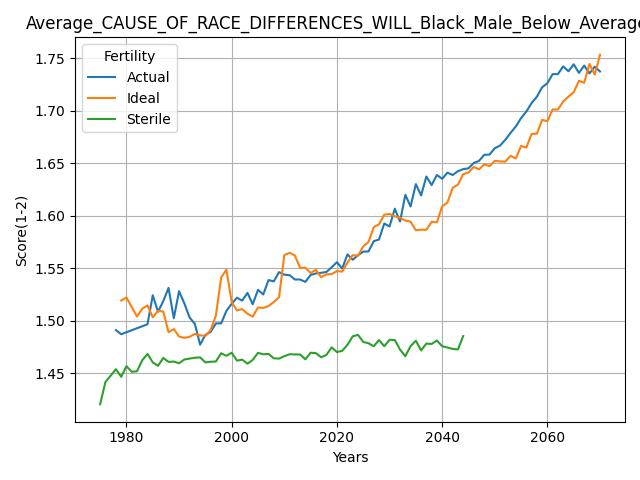 Average_CAUSE_OF_RACE_DIFFERENCES_WILL_Black_Male_Below_Average
Fertility
Actual
Ideal
Sterile
Score(1-2)
1.75
1.70
1.65
1.60
1.55
1.50
1.45
1980 2000 2020 2040 2060
Years